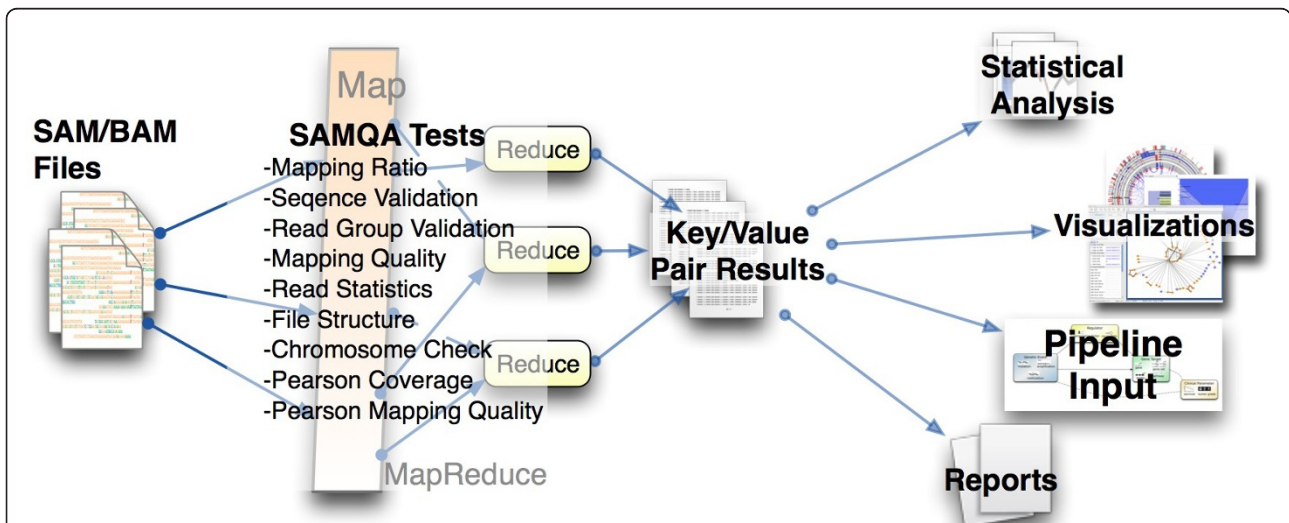 SAM/BAM
Files
Map
SAMQA Tests
-Mapping Ratio
-Seqence Validation
-Read Group Validation
-Mapping Quality
-Read Statistics
-File Structure
-Chromosome Check
-Pearson Coverage
-Pearson Mapping Quality
MapReduce
Reduce
Reduce
Reduce
Key/Value
Pair Results
Statistical
Analysis
Visualizations
Pipeline
Input
Reports